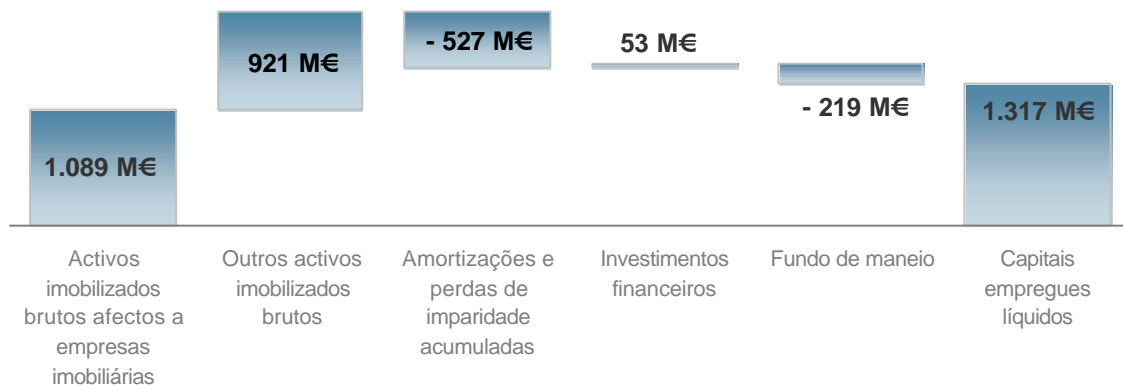 1.089 M€
921 M€
- 527 M€
53 M€
- 219 M€
1.317 M€
Activos
imobilizados
brutos afectos a
empresas
imobiliárias
Outros activos
imobilizados
brutos
Amortizações e
perdas de
imparidade
acumuladas
Investimentos
financeiros
Fundo de maneio
Capitais
empregues
líquidos